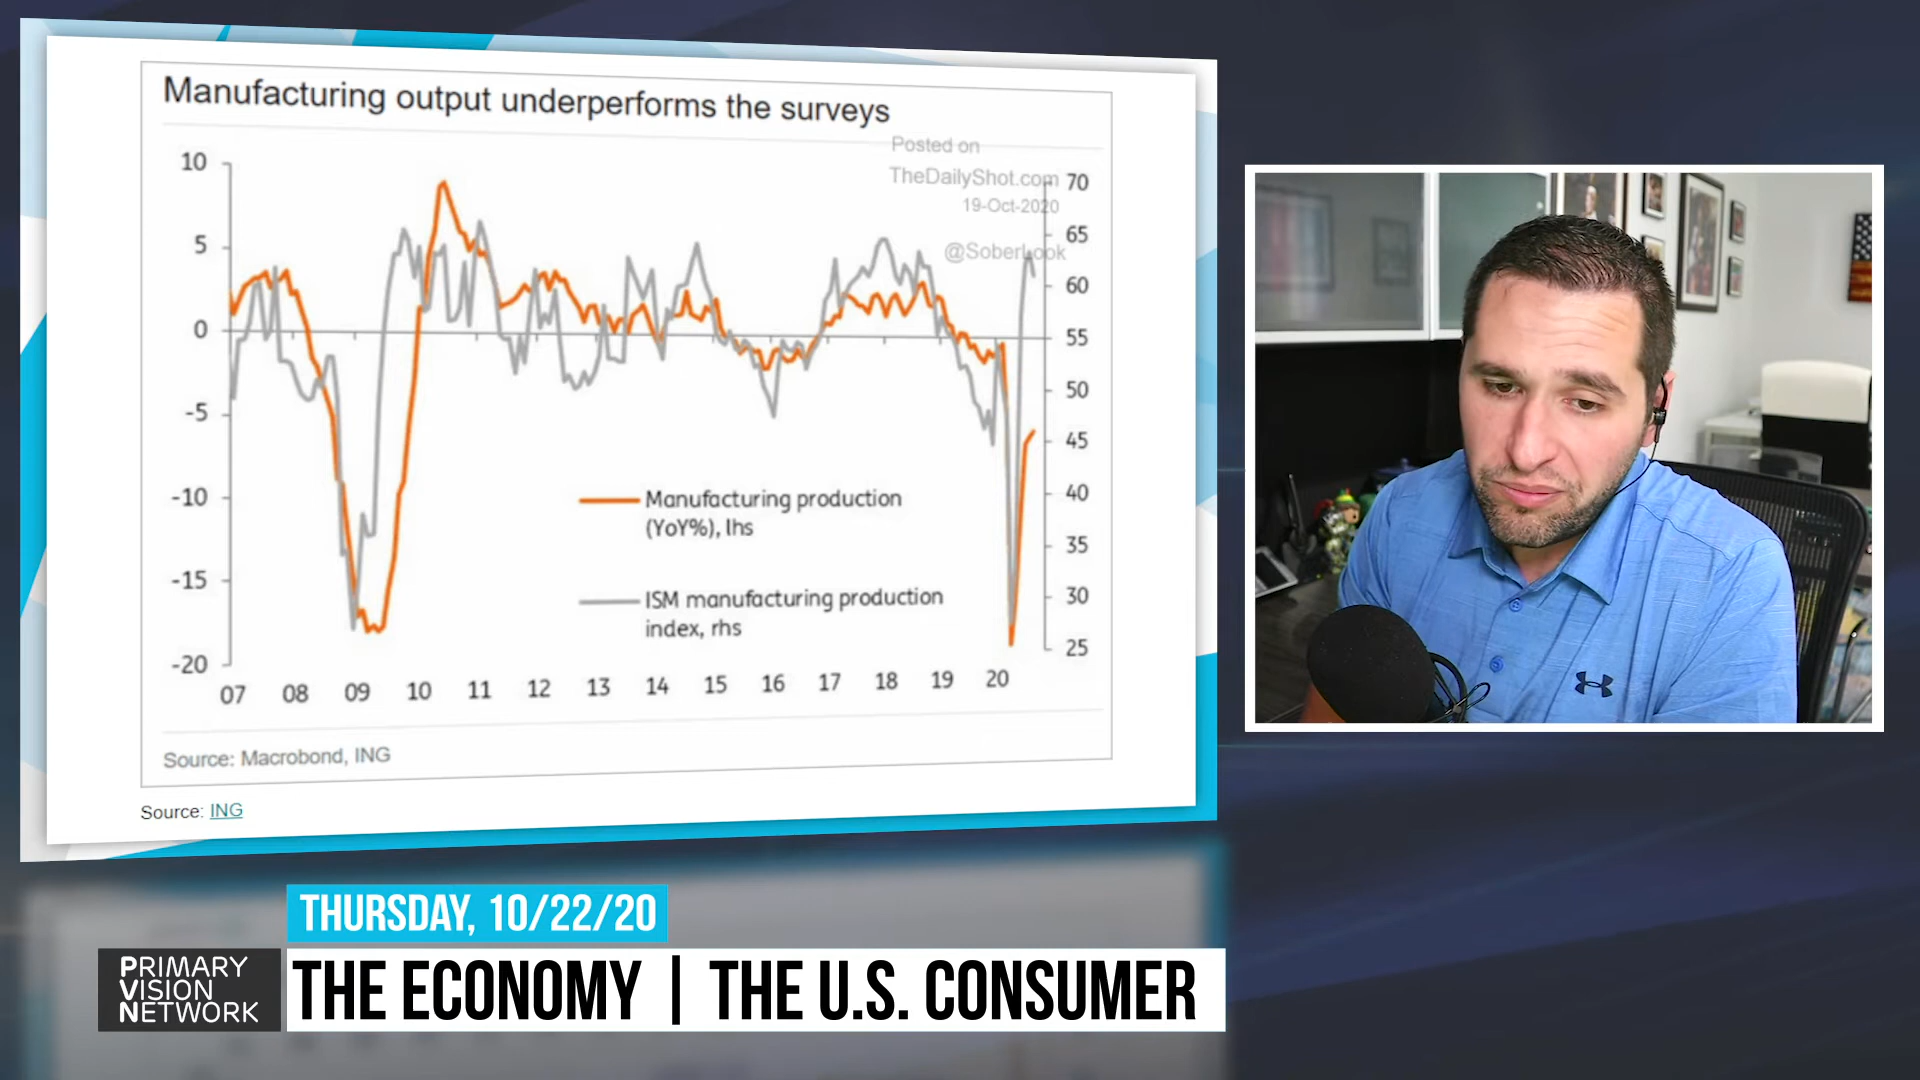 Manufacturing output underperforms the surveys
Posted on
TheDailyShot.com
19-Oct-2020
@SoberLook
10
5
0
-5
-10
-15
-20
70
65
60
55
50
45
40
35
30
25
Manufacturing production
(YoY%), lhs
ISM manufacturing production
index, rhs
07 08 09 10 11 12 13 14 15 16 17 18 19 20
Source: Macrobond, ING
Source: ING
THURSDAY, 10/22/20
PRIMARY
VISION
NETWORK
THE ECONOMY | THE U.S. CONSUMER